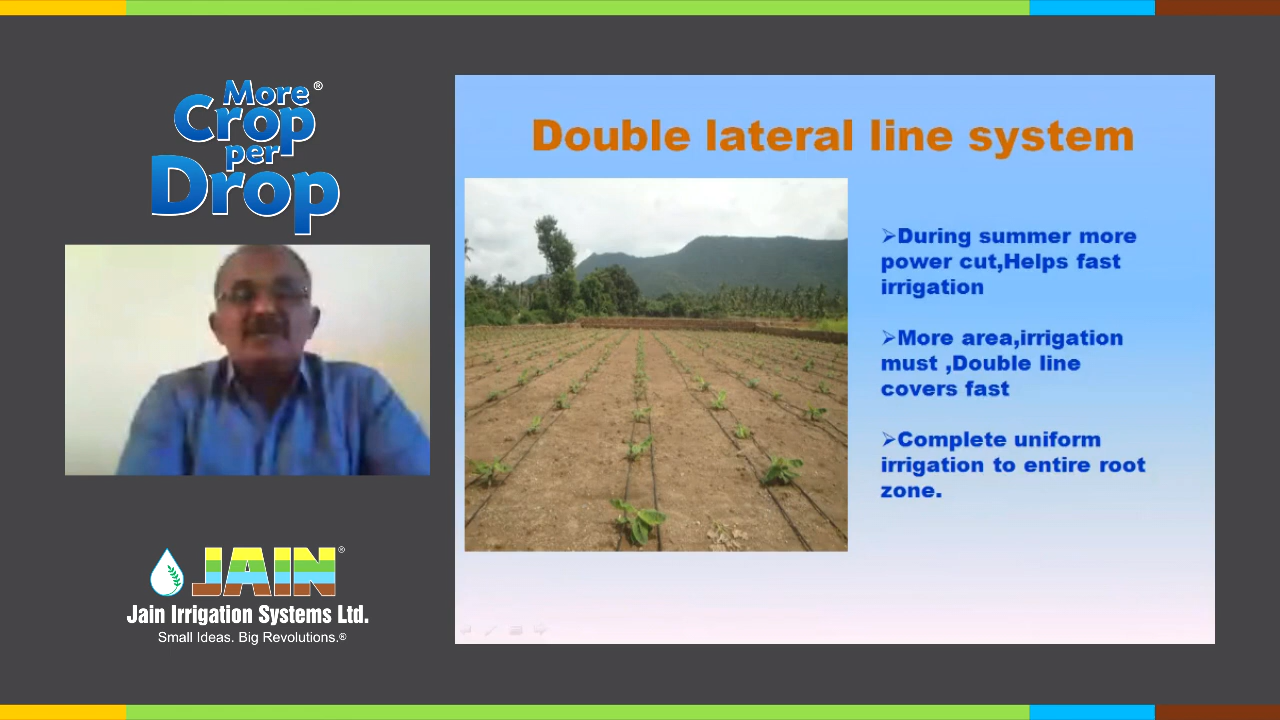 More®
Crop
per
Drop
JAIN®
Jain Irrigation Systems Ltd.
Small Ideas. Big Revolutions.®
Double lateral line system
➢During summer more
power cut,Helps fast
irrigation
➢More area,irrigation
must ,Double line
covers fast
➢Complete uniform
irrigation to entire root
zone.